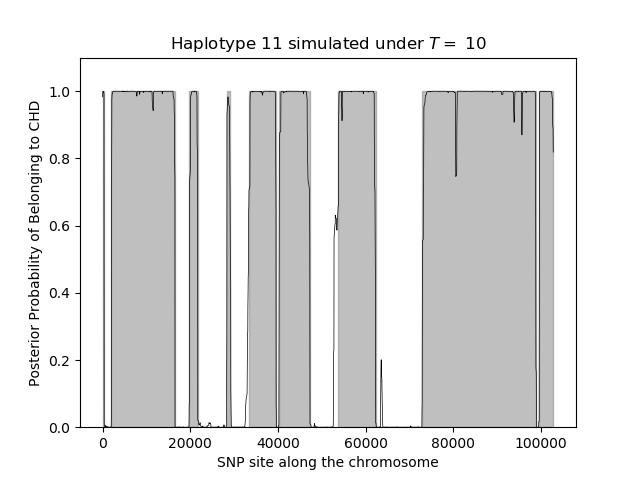 Haplotype 11 simulated under T = 10
Posterior Probability of Belonging to CHD
1.0
0.8
0.6
0.4
0.2
0.0
0 20000 40000 60000 80000 100000
SNP site along the chromosome